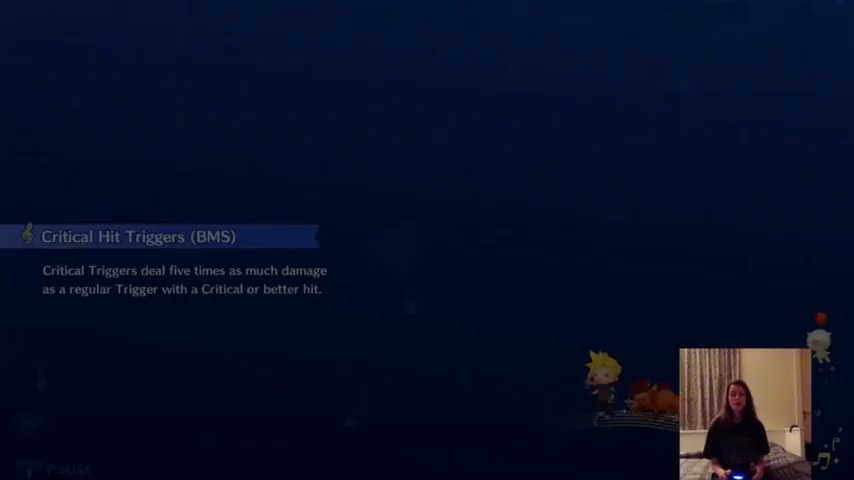 Critical Hit Triggers (BMS)
Critical Triggers deal five times as much damage
as a regular Trigger with a Critical or better hit.
PAUSE